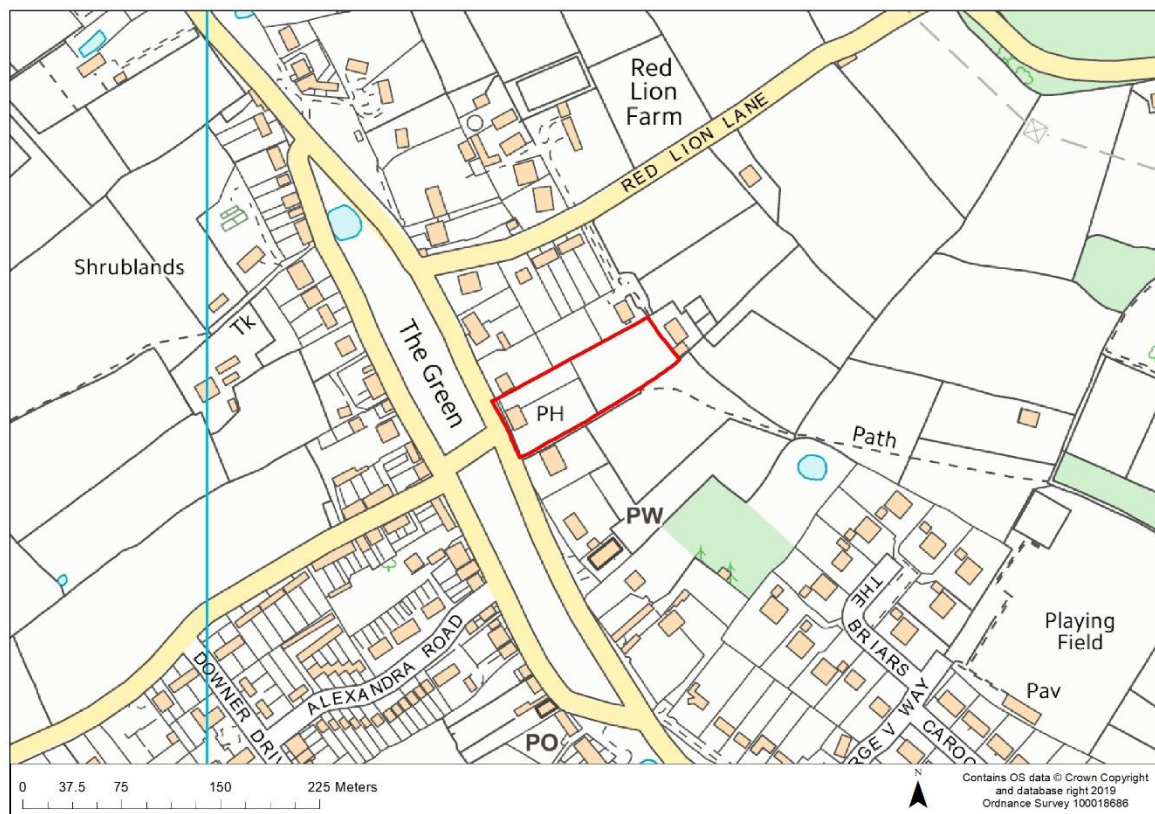 Red
Lion
Farm
RED LION LANE
Shrublands
Tk
The Green
PH
Path
PW
THE
BRIARS
Playing
Field
Pav
ALEXANDRA ROAD
DOWNER DRI
RGE V WAY
CAROO
PO
0 37.5 75 150 225 Meters
N
Contains OS data © Crown Copyright
and database right 2019
Ordnance Survey 100018686